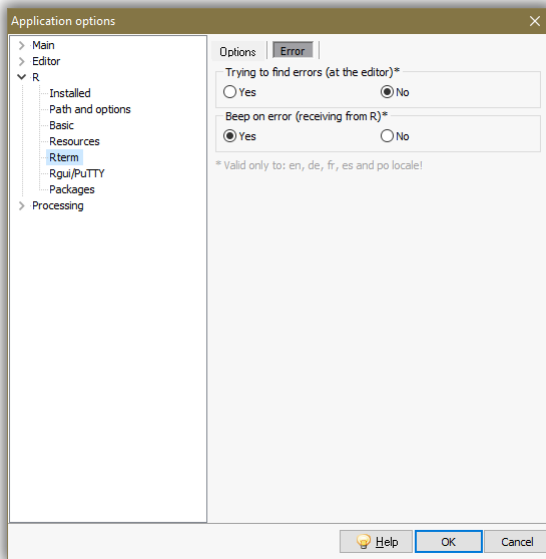 Application options
Main
Editor
R
Installed
Path and options
Basic
Resources
Rterm
Rgui/PuTTY
Packages
Processing
Options Error
Trying to find errors (at the editor)*
Yes No
Beep on error (receiving from R)*
Yes No
* Valid only to: en, de, fr, es and po locale!
Help OK Cancel